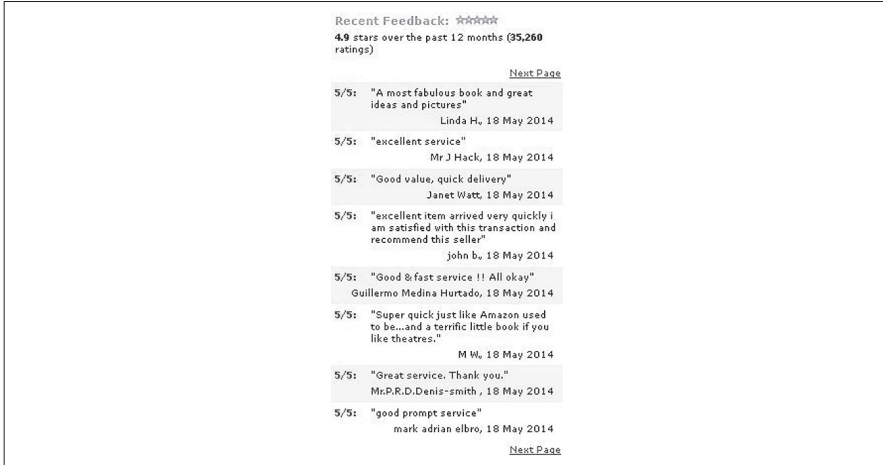 Recent Feedback:
4.9 stars over the past 12 months (35,260
ratings)
Next Page
5/5: "A most fabulous book and great
ideas and pictures"
Linda H., 18 May 2014
5/5: "excellent service"
Mr J Hack, 18 May 2014
5/5: "Good value, quick delivery"
Janet Watt, 18 May 2014
5/5: "excellent item arrived very quickly i
am satisfied with this transaction and
recommend this seller"
john b., 18 May 2014
5/5: "Good & fast service !! All okay"
Guillermo Medina Hurtado, 18 May 2014
5/5: "Super quick just like Amazon used
to be...and a terrific little book if you
like theatres."
M W., 18 May 2014
5/5: "Great service. Thank you."
Mr.P.R.D.Denis-smith , 18 May 2014
5/5: "good prompt service"
mark adrian elbro, 18 May 2014
Next Page